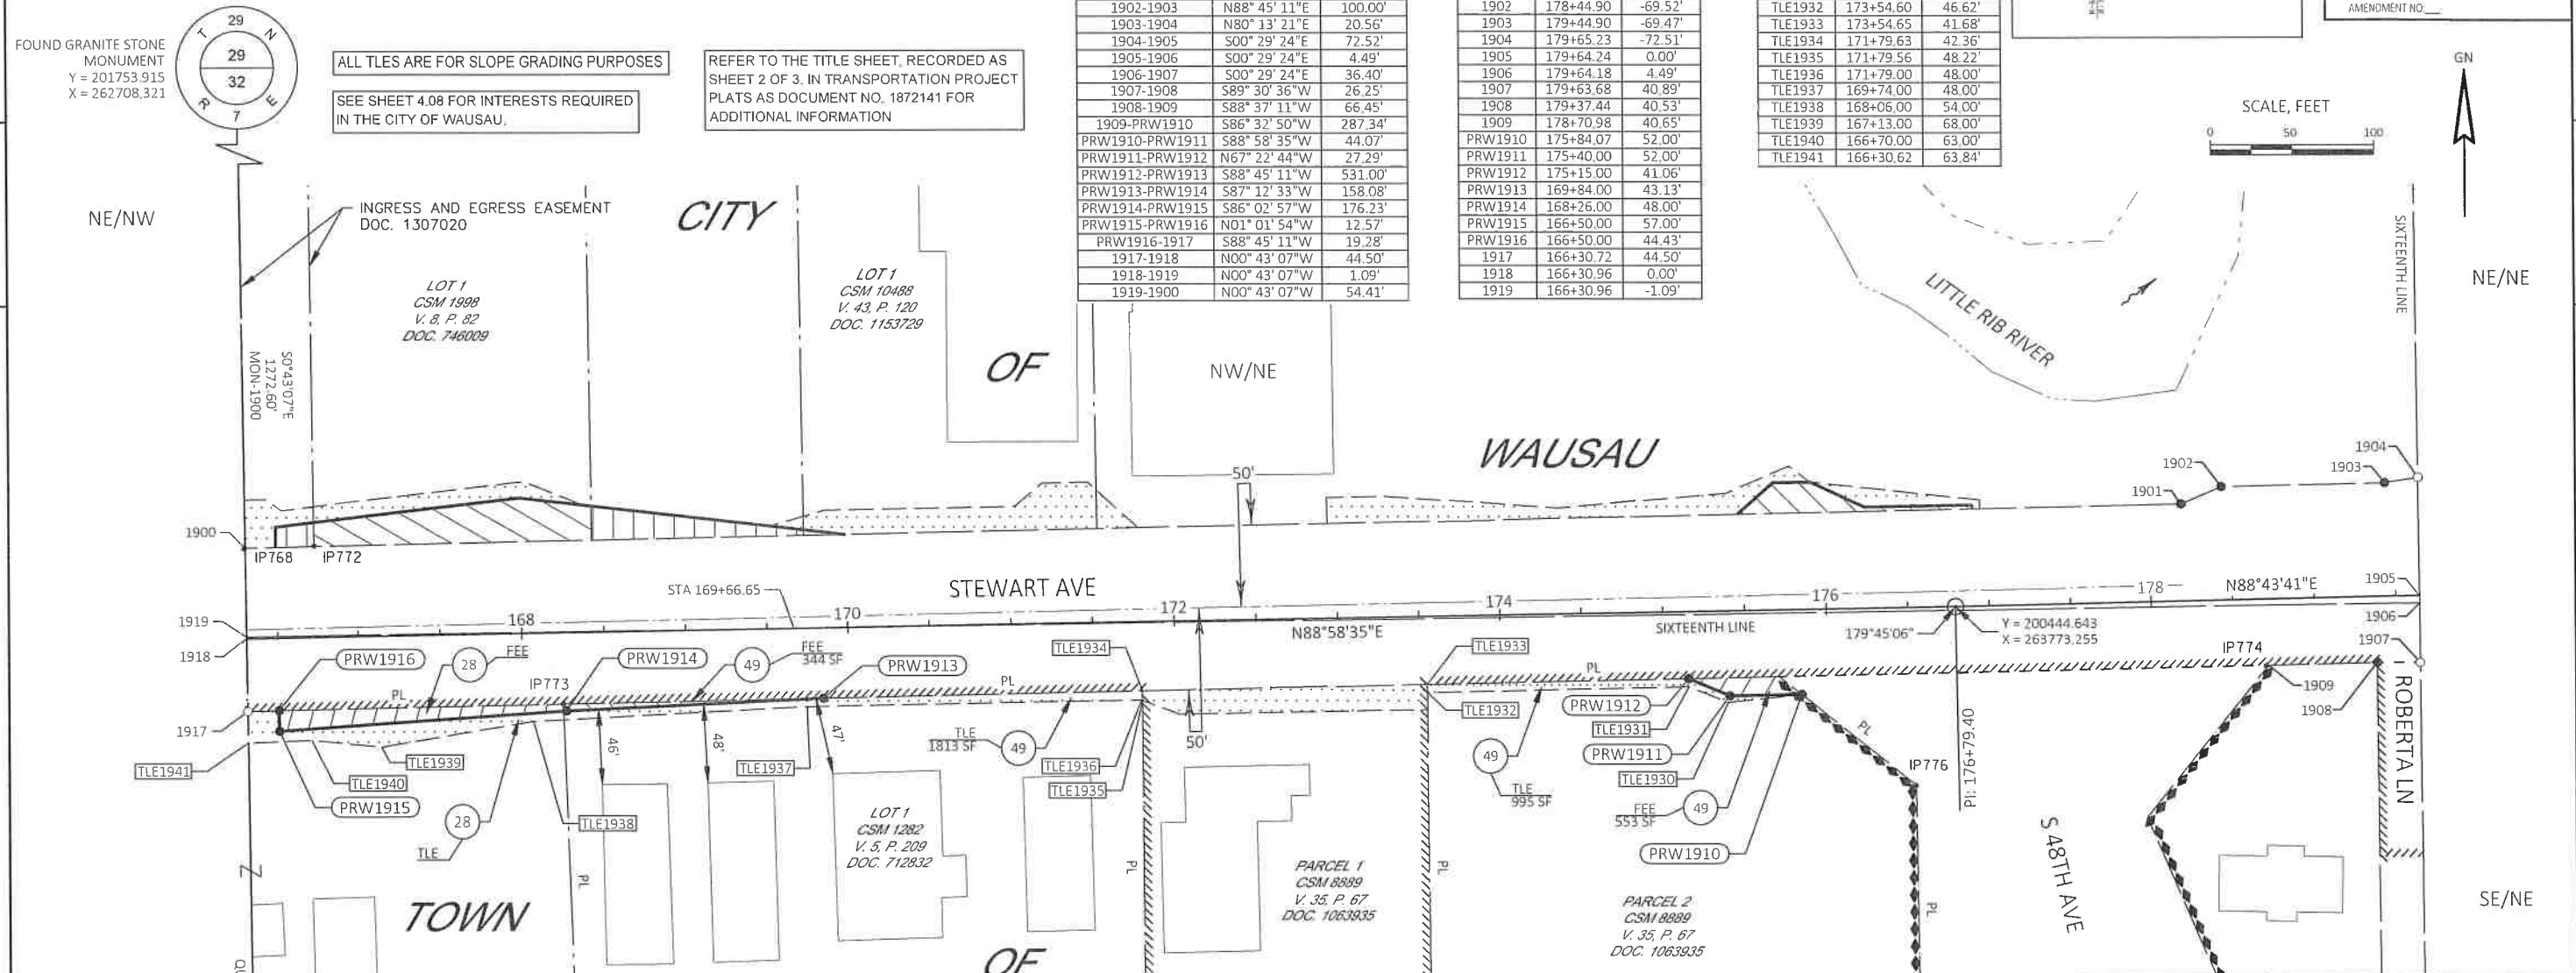 FOUND GRANITE STONE
MONUMENT
Y = 201753.915
X = 262708.321
29
T N
29
32
R E
7
ALL TLES ARE FOR SLOPE GRADING PURPOSES
SEE SHEET 4.08 FOR INTERESTS REQUIRED
IN THE CITY OF WAUSAU.
REFER TO THE TITLE SHEET, RECORDED AS
SHEET 2 OF 3, IN TRANSPORTATION PROJECT
PLATS AS DOCUMENT NO. 1872141 FOR
ADDITIONAL INFORMATION
1902-1903 N88° 45' 11"E 100.00'
1903-1904 N80° 13' 21"E 20.56'
1904-1905 S00° 29' 24"E 72.52'
1905-1906 S00° 29' 24"E 4.49'
1906-1907 S00° 29' 24"E 36.40'
1907-1908 S89° 30' 36"W 26.25'
1908-1909 S88° 37' 11"W 66.45'
1909-PRW1910 S86° 32' 50"W 287.34'
PRW1910-PRW1911 S88° 58' 35"W 44.07'
PRW1911-PRW1912 N67° 22' 44"W 27.29'
PRW1912-PRW1913 S88° 45' 11"W 531.00'
PRW1913-PRW1914 S87° 12' 33"W 158.08'
PRW1914-PRW1915 S86° 02' 57"W 176.23'
PRW1915-PRW1916 N01° 01' 54"W 12.57'
PRW1916-1917 S88° 45' 11"W 19.28'
1917-1918 N00° 43' 07"W 44.50'
1918-1919 N00° 43' 07"W 1.09'
1919-1900 N00° 43' 07"W 54.41'
1902 178+44.90 -69.52'
1903 179+44.90 -69.47'
1904 179+65.23 -72.51'
1905 179+64.24 0.00'
1906 179+64.18 4.49'
1907 179+63.68 40.89'
1908 179+37.44 40.53'
1909 178+70.98 40.65'
PRW1910 175+84.07 52.00'
PRW1911 175+40.00 52.00'
PRW1912 175+15.00 41.06'
PRW1913 169+84.00 43.13'
PRW1914 168+26.00 48.00'
PRW1915 166+50.00 57.00'
PRW1916 166+50.00 44.43'
1917 166+30.72 44.50'
1918 166+30.96 0.00'
1919 166+30.96 -1.09'
TLE1932 173+54.60 46.62'
TLE1933 173+54.65 41.68'
TLE1934 171+79.63 42.36'
TLE1935 171+79.56 48.22'
TLE1936 171+79.00 48.00'
TLE1937 169+74.00 48.00'
TLE1938 168+06.00 54.00'
TLE1939 167+13.00 68.00'
TLE1940 166+70.00 63.00'
TLE1941 166+30.62 63.84'
AMENDMENT NO:___
GN
SCALE, FEET
0 50 100
NE/NW
INGRESS AND EGRESS EASEMENT
DOC. 1307020
CITY
LOT 1
CSM 1998
V. 8, P. 82
DOC. 746009
LOT 1
CSM 10488
V. 43, P. 120
DOC. 1153729
OF
NW/NE
WAUSAU
LITTLE RIB RIVER
SIXTEENTH LINE
NE/NE
S0°43'07"E
1272.60'
MON-1900
1900
IP768
IP772
50'
1901
1902
1903
1904
STA 169+66.65
STEWART AVE
168
170
172
174
176
178
N88°43'41"E
1905
1906
1907
1919
1918
N88°58'35"E
SIXTEENTH LINE
179°45'06"
Y = 200444.643
X = 263773.255
PRW1916
28
FEE
IP773
PRW1914
49
FEE
344 SF
PRW1913
TLE1934
TLE1933
IP774
PL
PL
PL
1917
TLE1941
TLE1940
TLE1939
PRW1915
28
TLE
TLE1938
46'
48'
47'
TLE1937
TLE
1813 SF
49
TLE1936
TLE1935
50'
TLE1932
PRW1912
TLE1931
PRW1911
TLE1930
49
TLE
995 SF
FEE
553 SF
49
PRW1910
PL
IP776
PI: 176+79.40
1909
1908
ROBERTA LN
S 48TH AVE
LOT 1
CSM 1282
V. 5, P. 209
DOC. 712832
PARCEL 1
CSM 8889
V. 35, P. 67
DOC. 1063935
PARCEL 2
CSM 8889
V. 35, P. 67
DOC. 1063935
PL
PL
PL
PL
TOWN
OF
SE/NE